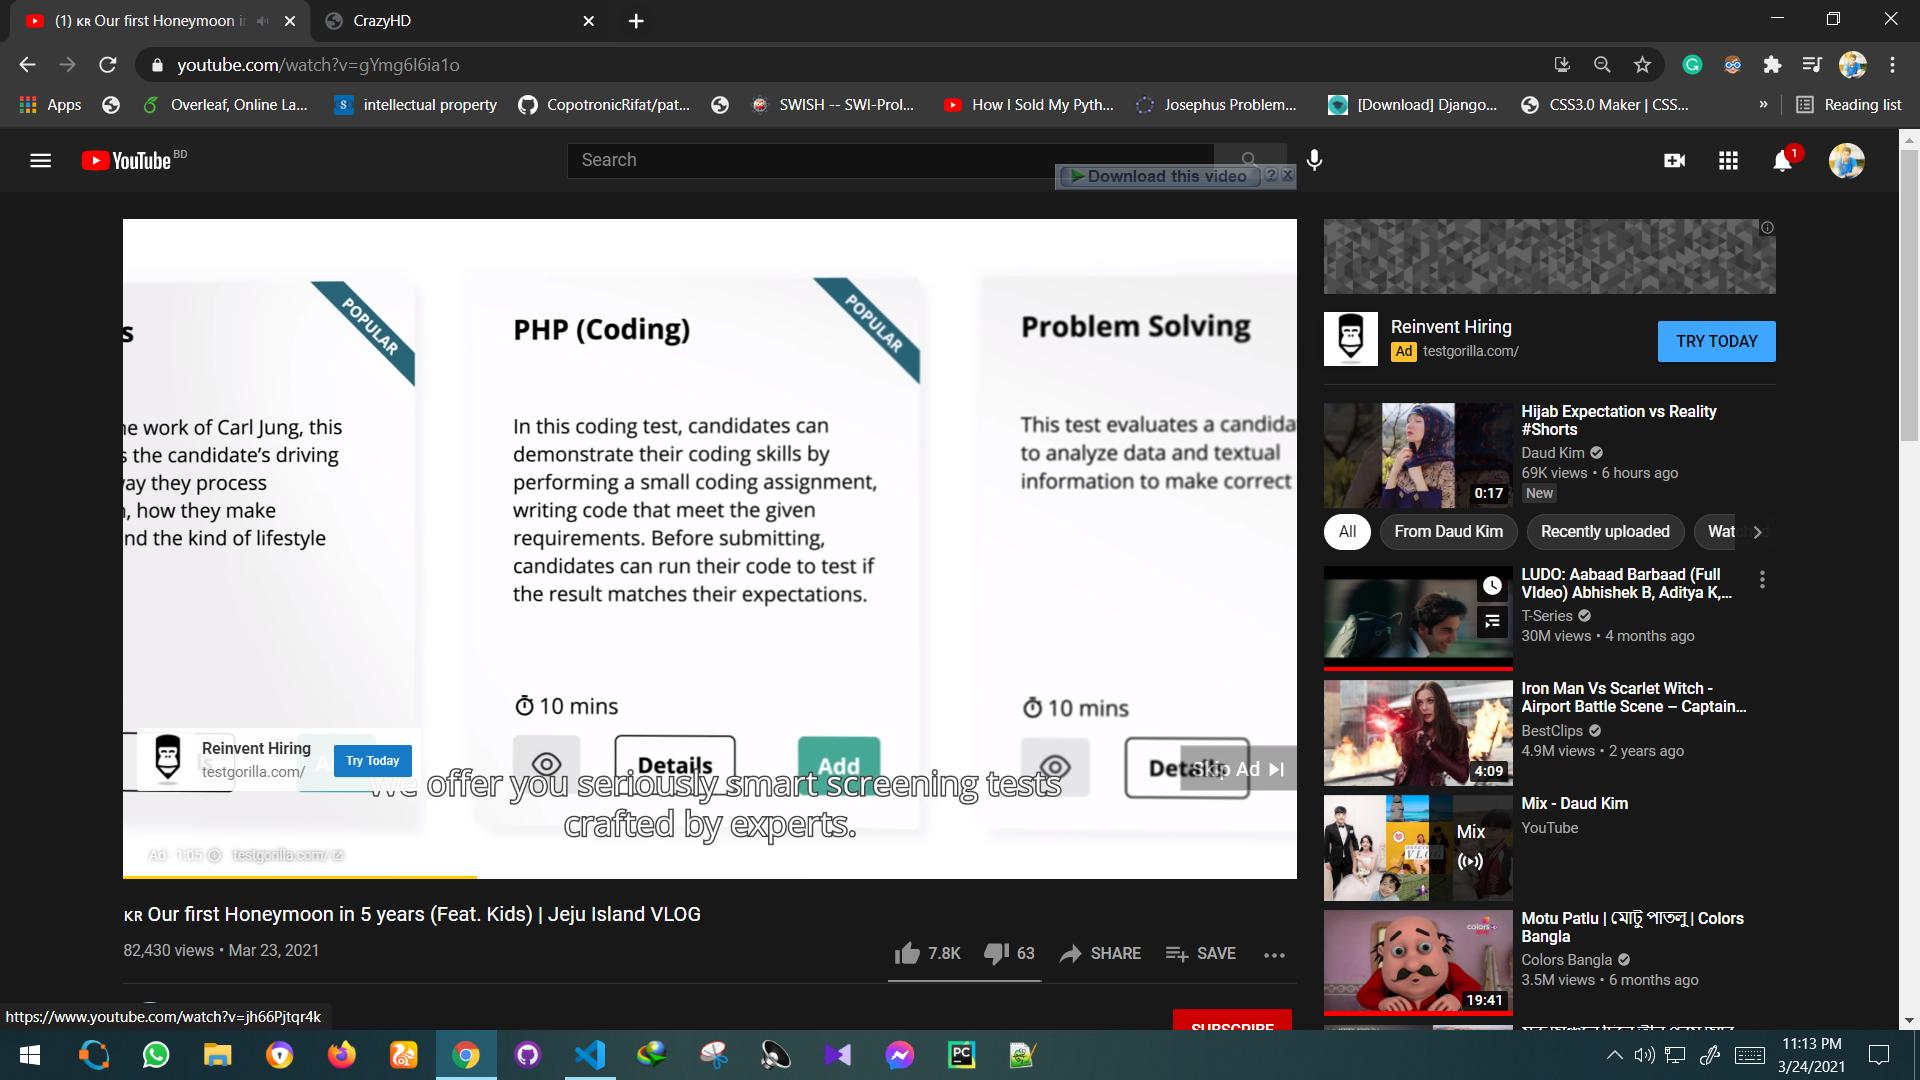 (1) ᴋʀ Our first Honeymoon in
CrazyHD
youtube.com/watch?v=gYmg6I6ia1o
Apps
Overleaf, Online La...
intellectual property
CopotronicRifat/pat...
SWISH -- SWI-Prol...
How I Sold My Pyth...
Josephus Problem...
[Download] Django...
CSS3.0 Maker | CSS...
»
Reading list
YouTube BD
Search
Download this video
1
POPULAR
PHP (Coding)
POPULAR
Problem Solving
s
e work of Carl Jung, this
s the candidate's driving
ay they process
, how they make
nd the kind of lifestyle
In this coding test, candidates can
demonstrate their coding skills by
performing a small coding assignment,
writing code that meet the given
requirements. Before submitting,
candidates can run their code to test if
the result matches their expectations.
This test evaluates a candida
to analyze data and textual
information to make correct
10 mins
10 mins
Details
Add
Details
Skip Ad
Reinvent Hiring
testgorilla.com/
Try Today
We offer you seriously smart screening tests
crafted by experts.
Ad · 1:05
testgorilla.com/
ᴋʀ Our first Honeymoon in 5 years (Feat. Kids) | Jeju Island VLOG
82,430 views • Mar 23, 2021
7.8K
63
SHARE
SAVE
SUBSCRIBE
Reinvent Hiring
Ad testgorilla.com/
TRY TODAY
Hijab Expectation vs Reality
#Shorts
Daud Kim
69K views • 6 hours ago
New
0:17
All
From Daud Kim
Recently uploaded
Wat
LUDO: Aabaad Barbaad (Full
VIdeo) Abhishek B, Aditya K,...
T-Series
30M views • 4 months ago
Iron Man Vs Scarlet Witch -
Airport Battle Scene – Captain...
BestClips
4.9M views • 2 years ago
4:09
Mix - Daud Kim
YouTube
Mix
Motu Patlu | মোটু পাতলু | Colors
Bangla
Colors Bangla
3.5M views • 6 months ago
19:41
https://www.youtube.com/watch?v=jh66Pjtqr4k
11:13 PM
3/24/2021